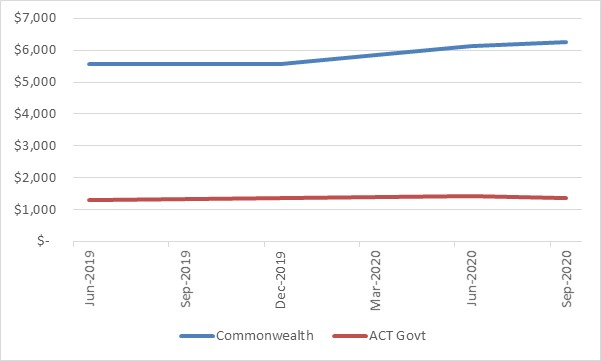 $7,000
$6,000
$5,000
$4,000
$3,000
$2,000
$1,000
$-
Jun-2019
Sep-2019
Dec-2019
Mar-2020
Jun-2020
Sep-2020
Commonwealth
ACT Govt